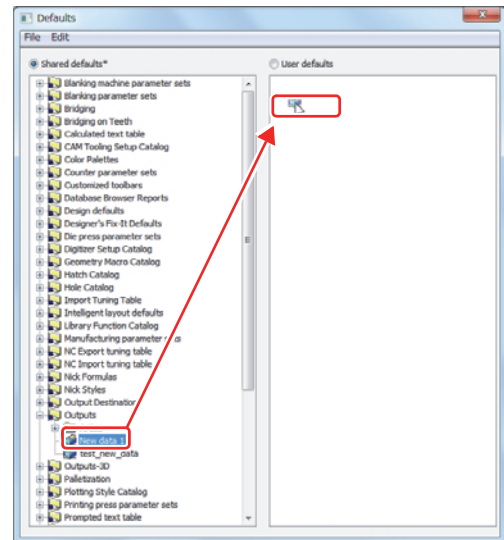 Defaults
File Edit
Shared defaults*
User defaults
Blanking machine parameter sets
Blanking parameter sets
Bridging
Bridging on Teeth
Calculated text table
CAM Tooling Setup Catalog
Color Palettes
Counter parameter sets
Customized toolbars
Database Browser Reports
Design defaults
Designer's Fix-It Defaults
Die press parameter sets
Digitizer Setup Catalog
Geometry Macro Catalog
Hatch Catalog
Hole Catalog
Import Tuning Table
Intelligent layout defaults
Library Function Catalog
Manufacturing parameter
NC Export tuning table
NC Import tuning table
Nick Formulas
Nick Styles
Output Destination
Outputs
New data 1
test_new_data
Outputs-3D
Palletization
Plotting Style Catalog
Printing press parameter sets
Prompted text table